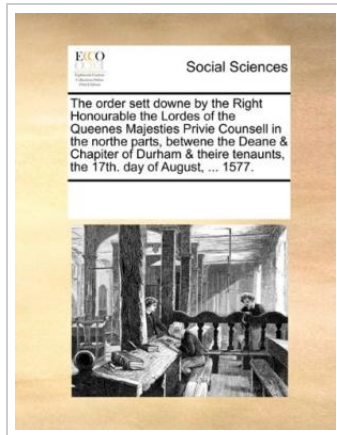 ECCO
Social Sciences
The order sett downe by the Right
Honourable the Lordes of the
Queenes Majesties Privie Counsell in
the northe parts, betwene the Deane &
Chapiter of Durham & theire tenaunts,
the 17th. day of August, ... 1577.